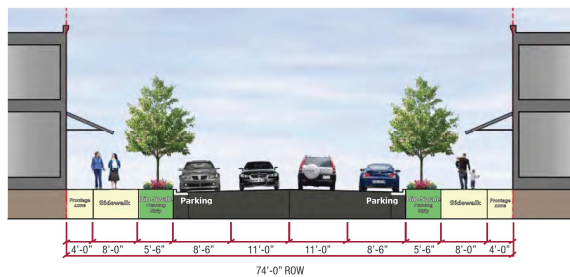 Frontage
zone
Sidewalk
Bio-Swale
Planting
Strip
Parking
Parking
Bio-Swale
Planting
Strip
Sidewalk
Frontage
zone
4'-0" 8'-0" 5'-6" 8'-6" 11'-0" 11'-0" 8'-6" 5'-6" 8'-0" 4'-0"
74'-0" ROW